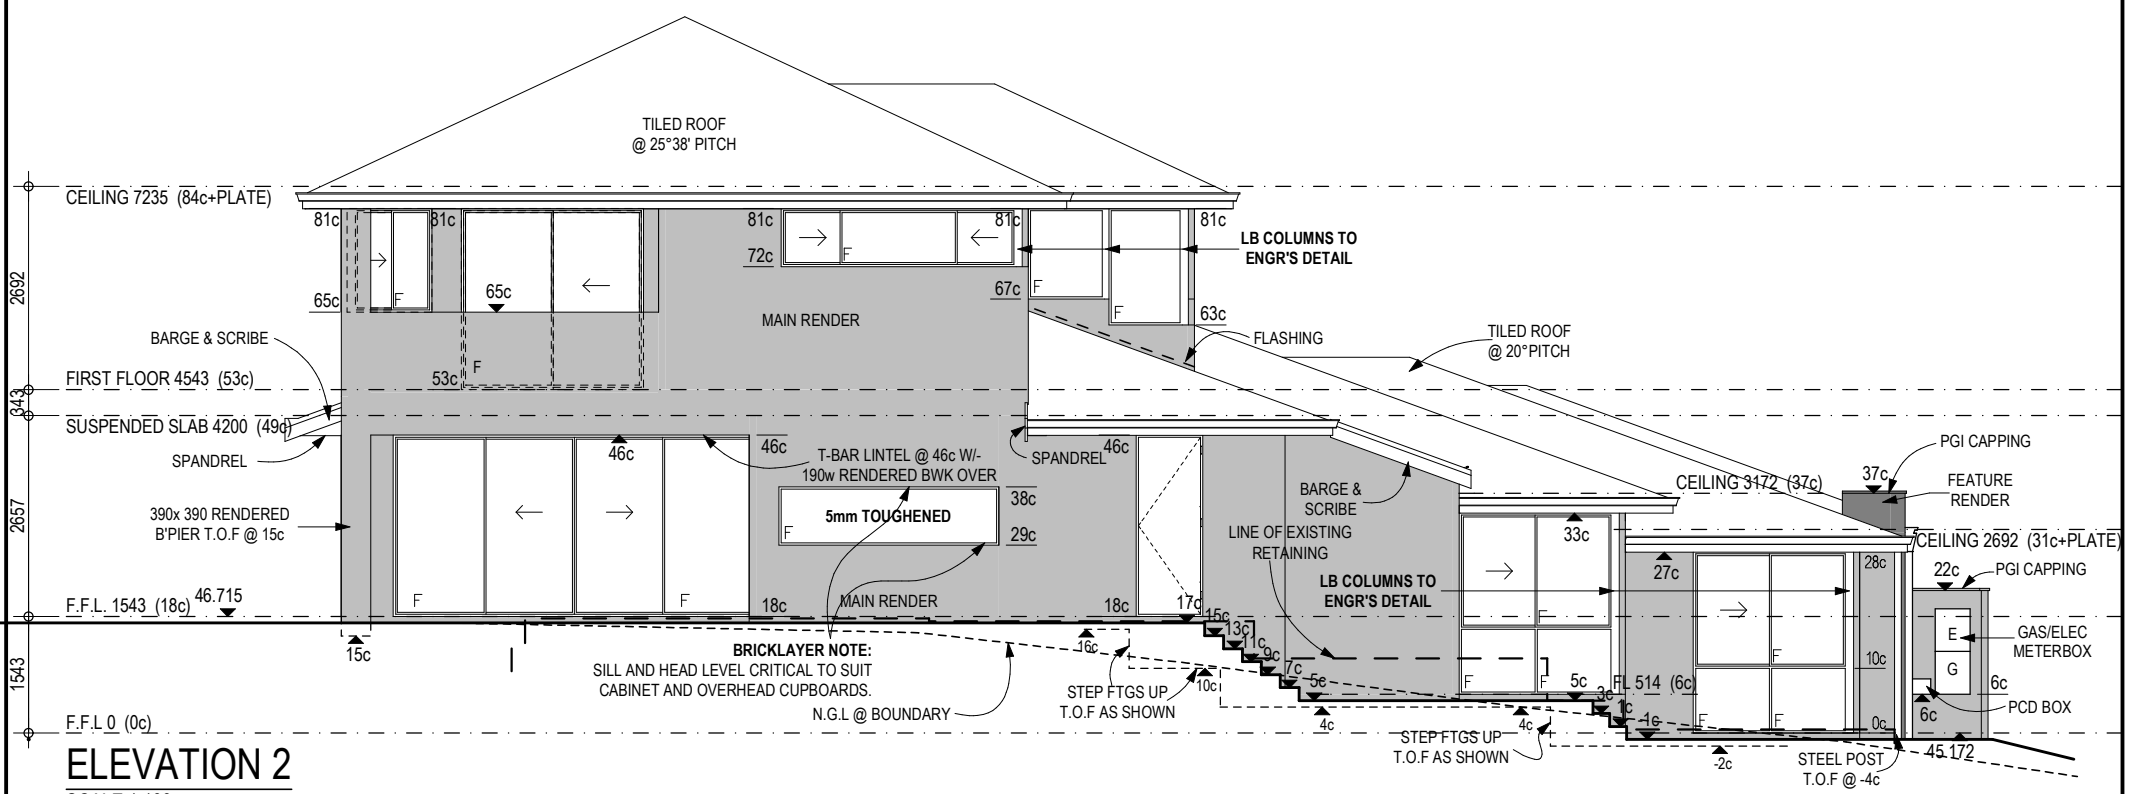 TILED ROOF
@ 25°38' PITCH
CEILING 7235 (84c+PLATE)
81c
81c
81c
81c
81c
LB COLUMNS TO
ENGR'S DETAIL
72c
2692
65c
65c
67c
F
F
F
F
63c
MAIN RENDER
BARGE & SCRIBE
FLASHING
TILED ROOF
@ 20°PITCH
F
FIRST FLOOR 4543 (53c)
53c
343
SUSPENDED SLAB 4200 (49c)
SPANDREL
46c
46c
T-BAR LINTEL @ 46c W/-
190w RENDERED BWK OVER
SPANDREL
46c
PGI CAPPING
37c
FEATURE
RENDER
CEILING 3172 (37c)
BARGE &
SCRIBE
38c
5mm TOUGHENED
F
29c
390x 390 RENDERED
B'PIER T.O.F @ 15c
2657
LINE OF EXISTING
RETAINING
33c
CEILING 2692 (31c+PLATE)
28c
27c
22c
PGI CAPPING
LB COLUMNS TO
ENGR'S DETAIL
F.F.L. 1543 (18c)
46.715
F
F
18c
MAIN RENDER
18c
17c
15c
13c
11c
9c
7c
5c
F
F
F
5c
3c
1c
-1c
FL 514 (6c)
F
F
F
10c
0c
E
G
GAS/ELEC
METERBOX
6c
6c
PCD BOX
15c
16c
10c
4c
4c
-2c
1543
BRICKLAYER NOTE:
SILL AND HEAD LEVEL CRITICAL TO SUIT
CABINET AND OVERHEAD CUPBOARDS.
N.G.L @ BOUNDARY
STEP FTGS UP
T.O.F AS SHOWN
STEP FTGS UP
T.O.F AS SHOWN
STEEL POST
T.O.F @ -4c
45.172
F.F.L 0 (0c)
ELEVATION 2